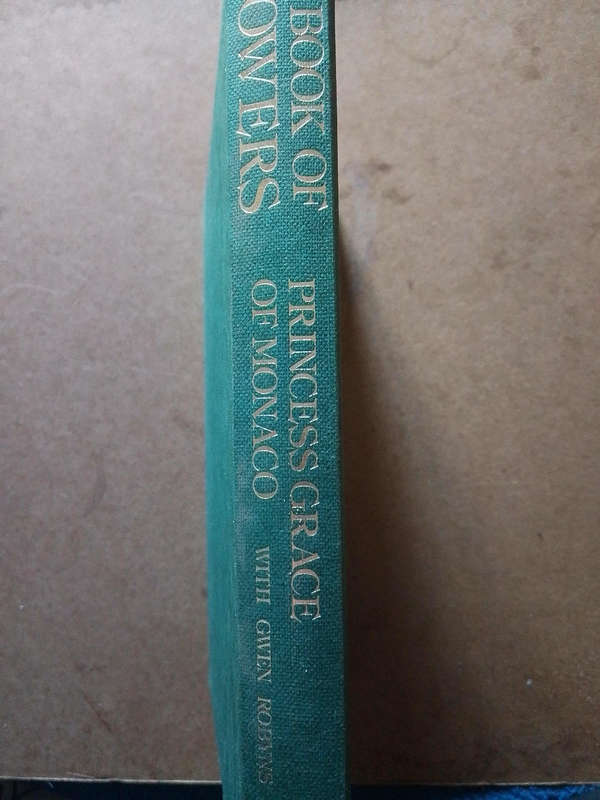 BOOK OF
OWERS
PRINCESS GRACE
OF MONACO
WITH GWEN ROBYNS